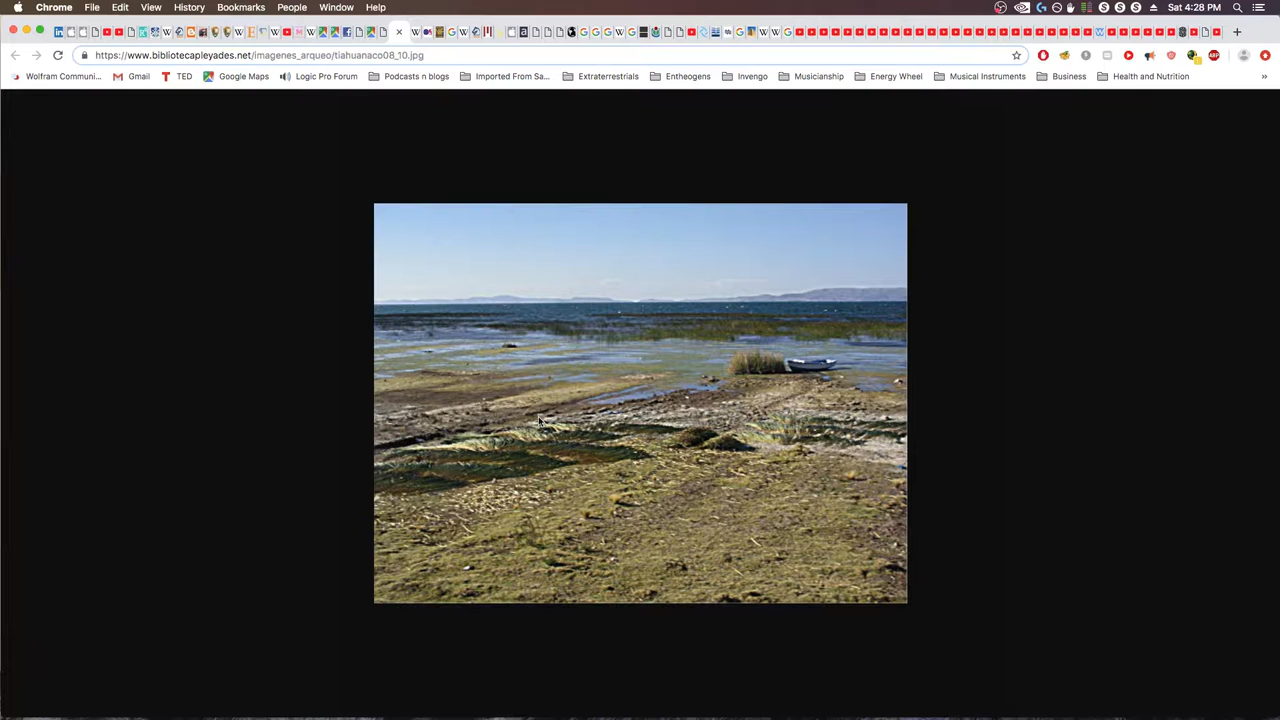 Chrome File Edit View History Bookmarks People Window Help Sat 4:28 PM
https://www.bibliotecapleyades.net/imagenes_arqueo/tiahuanaco08_10.jpg
Wolfram Communi... Gmail TED Google Maps Logic Pro Forum Podcasts n blogs Imported From Sa... Extraterrestrials Entheogens Invengo Musicianship Energy Wheel Musical Instruments Business Health and Nutrition »